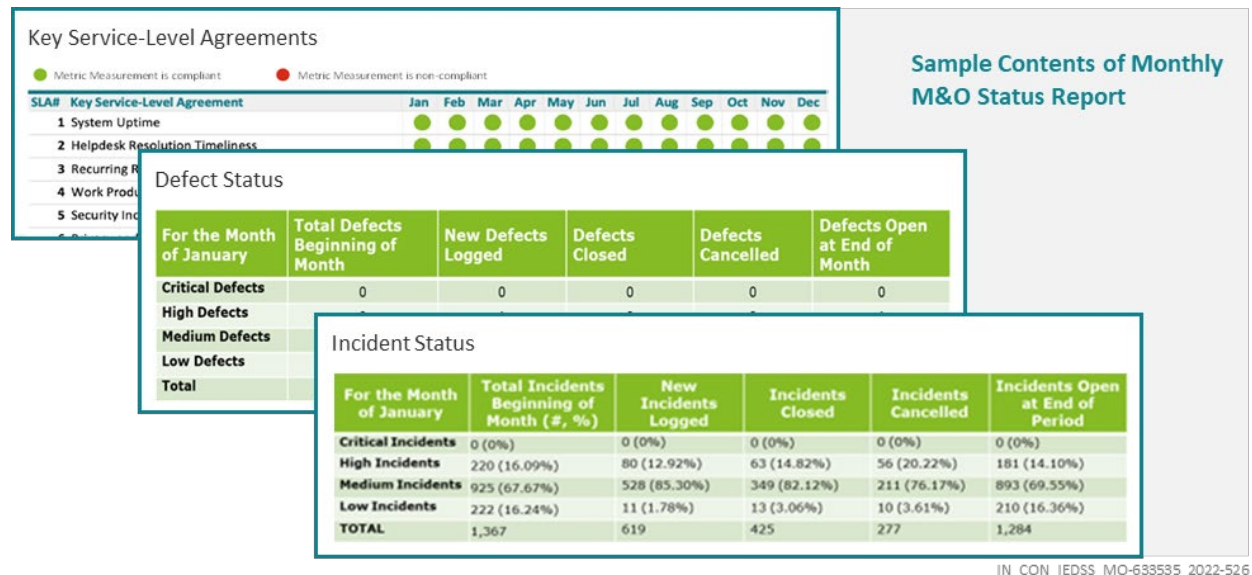 Key Service-Level Agreements
Metric Measurement is compliant Metric Measurement is non-compliant
SLA# Key Service-Level Agreement Jan Feb Mar Apr May Jun Jul Aug Sep Oct Nov Dec
1 System Uptime
2 Helpdesk Resolution Timeliness
3 Recurring
4 Work
5 Security
Sample Contents of Monthly
M&O Status Report
Defect Status
For the Month of January Total Defects Beginning of Month New Defects Logged Defects Closed Defects Cancelled Defects Open at End of Month
Critical Defects 0 0 0 0 0
High Defects
Medium Defects
Low Defects
Total
Incident Status
For the Month of January Total Incidents Beginning of Month (#, %) New Incidents Logged Incidents Closed Incidents Cancelled Incidents Open at End of Period
Critical Incidents 0 (0%) 0 (0%) 0 (0%) 0 (0%) 0 (0%)
High Incidents 220 (16.09%) 80 (12.92%) 63 (14.82%) 56 (20.22%) 181 (14.10%)
Medium Incidents 925 (67.67%) 528 (85.30%) 349 (82.12%) 211 (76.17%) 893 (69.55%)
Low Incidents 222 (16.24%) 11 (1.78%) 13 (3.06%) 10 (3.61%) 210 (16.36%)
TOTAL 1,367 619 425 277 1,284
IN_CON_IEDSS_MO-633535_2022-526